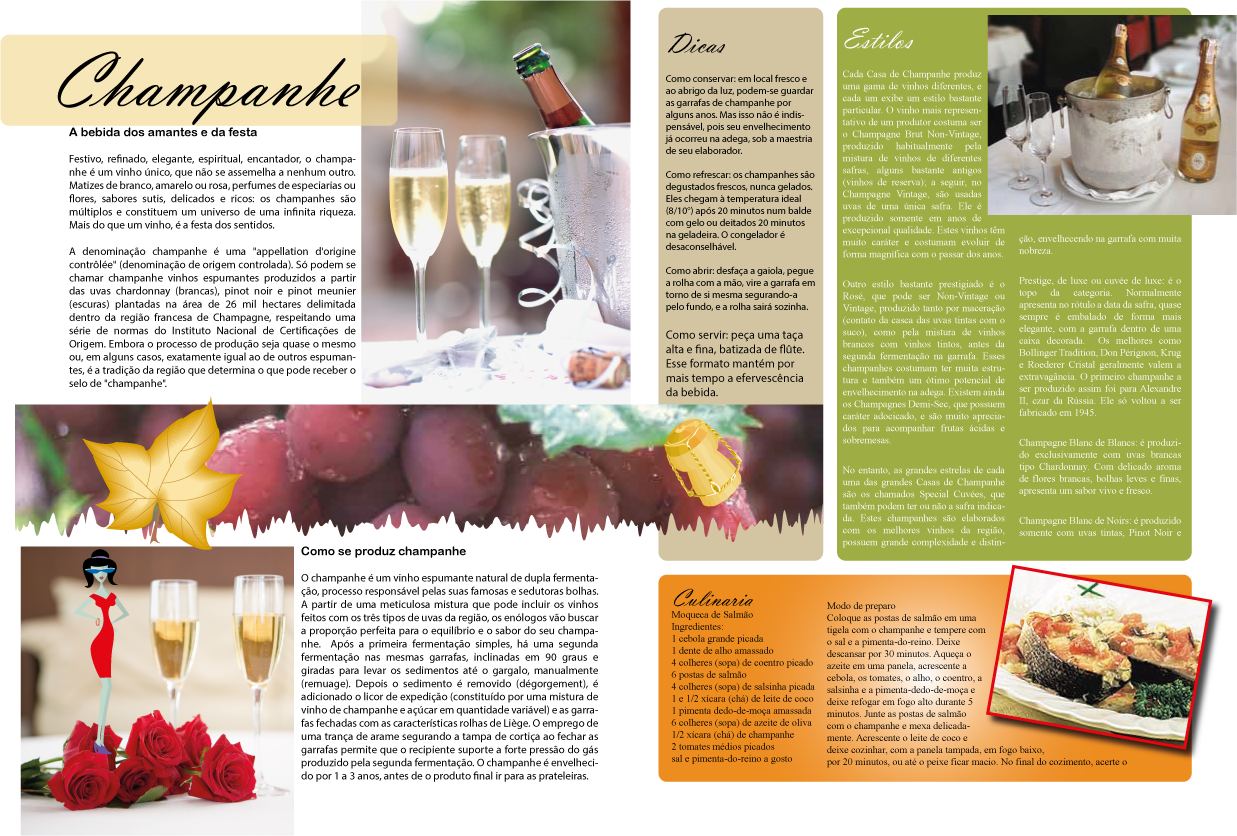 Champanhe
A bebida dos amantes e da festa
Festivo, refinado, elegante, espiritual, encantador, o champa-
nhe é um vinho único, que não se assemelha a nenhum outro.
Matizes de branco, amarelo ou rosa, perfumes de especiarias ou
flores, sabores sutis, delicados e ricos: os champanhes são
múltiplos e constituem um universo de uma infinita riqueza.
Mais do que um vinho, é a festa dos sentidos.
A denominação champanhe é uma "appellation d'origine
contrôlée" (denominação de origem controlada). Só podem se
chamar champanhe vinhos espumantes produzidos a partir
das uvas chardonnay (brancas), pinot noir e pinot meunier
(escuras) plantadas na área de 26 mil hectares delimitada
dentro da região francesa de Champagne, respeitando uma
série de normas do Instituto Nacional de Certificações de
Origem. Embora o processo de produção seja quase o mesmo
ou, em alguns casos, exatamente igual ao de outros espuman-
tes, é a tradição da região que determina o que pode receber o
selo de "champanhe".
Como se produz champanhe
O champanhe é um vinho espumante natural de dupla fermenta-
ção, processo responsável pelas suas famosas e sedutoras bolhas.
A partir de uma meticulosa mistura que pode incluir os vinhos
feitos com os três tipos de uvas da região, os enólogos vão buscar
a proporção perfeita para o equilíbrio e o sabor do seu champa-
nhe. Após a primeira fermentação simples, há uma segunda
fermentação nas mesmas garrafas, inclinadas em 90 graus e
giradas para levar os sedimentos até o gargalo, manualmente
(remuage). Depois o sedimento é removido (dégorgement), é
adicionado o licor de expedição (constituído por uma mistura de
vinho de champanhe e açúcar em quantidade variável) e as garra-
fas fechadas com as características rolhas de Liège. O emprego de
uma trança de arame segurando a tampa de cortiça ao fechar as
garrafas permite que o recipiente suporte a forte pressão do gás
produzido pela segunda fermentação. O champanhe é envelheci-
do por 1 a 3 anos, antes de o produto final ir para as prateleiras.
Dicas
Como conservar: em local fresco e
ao abrigo da luz, podem-se guardar
as garrafas de champanhe por
alguns anos. Mas isso não é indis-
pensável, pois seu envelhecimento
já ocorreu na adega, sob a maestria
de seu elaborador.
Como refrescar: os champanhes são
degustados frescos, nunca gelados.
Eles chegam à temperatura ideal
(8/10°) após 20 minutos num balde
com gelo ou deitados 20 minutos
na geladeira. O congelador é
desaconselhável.
Como abrir: desfaça a gaiola, pegue
a rolha com a mão, vire a garrafa em
torno de si mesma segurando-a
pelo fundo, e a rolha sairá sozinha.
Como servir: peça uma taça
alta e fina, batizada de flûte.
Esse formato mantém por
mais tempo a efervescência
da bebida.
Estilos
Cada Casa de Champanhe produz
uma gama de vinhos diferentes, e
cada um exibe um estilo bastante
particular. O vinho mais represen-
tativo de um produtor costuma ser
o Champagne Brut Non-Vintage,
produzido habitualmente pela
mistura de vinhos de diferentes
safras, alguns bastante antigos
(vinhos de reserva); a seguir, no
Champagne Vintage, são usadas
uvas de uma única safra. Ele é
produzido somente em anos de
excepcional qualidade. Estes vinhos têm
muito caráter e costumam evoluir de
forma magnífica com o passar dos anos.
Outro estilo bastante prestigiado é o
Rosé, que pode ser Non-Vintage ou
Vintage, produzido tanto por maceração
(contato da casca das uvas tintas com o
suco), como pela mistura de vinhos
brancos com vinhos tintos, antes da
segunda fermentação na garrafa. Esses
champanhes costumam ter muita estru-
tura e também um ótimo potencial de
envelhecimento na adega. Existem ainda
os Champagnes Demi-Sec, que possuem
caráter adocicado, e são muito aprecia-
dos para acompanhar frutas ácidas e
sobremesas.
No entanto, as grandes estrelas de cada
uma das grandes Casas de Champanhe
são os chamados Special Cuvées, que
também podem ter ou não a safra indica-
da. Estes champanhes são elaborados
com os melhores vinhos da região,
possuem grande complexidade e distin-
ção, envelhecendo na garrafa com muita
nobreza.
Prestige, de luxe ou cuvée de luxe: é o
topo da categoria. Normalmente
apresenta no rótulo a data da safra, quase
sempre é embalado de forma mais
elegante, com a garrafa dentro de uma
caixa decorada. Os melhores como
Bollinger Tradition, Don Pérignon, Krug
e Roederer Cristal geralmente valem a
extravagância. O primeiro champanhe a
ser produzido assim foi para Alexandre
II, czar da Rússia. Ele só voltou a ser
fabricado em 1945.
Champagne Blanc de Blancs: é produzi-
do exclusivamente com uvas brancas
tipo Chardonnay. Com delicado aroma
de flores brancas, bolhas leves e finas,
apresenta um sabor vivo e fresco.
Champagne Blanc de Noirs: é produzido
somente com uvas tintas, Pinot Noir e
Culinaria
Moqueca de Salmão
Ingredientes:
1 cebola grande picada
1 dente de alho amassado
4 colheres (sopa) de coentro picado
6 postas de salmão
4 colheres (sopa) de salsinha picada
1 e 1/2 xícara (chá) de leite de coco
1 pimenta dedo-de-moça amassada
6 colheres (sopa) de azeite de oliva
1/2 xícara (chá) de champanhe
2 tomates médios picados
sal e pimenta-do-reino a gosto
Modo de preparo
Coloque as postas de salmão em uma
tigela com o champanhe e tempere com
o sal e a pimenta-do-reino. Deixe
descansar por 30 minutos. Aqueça o
azeite em uma panela, acrescente a
cebola, os tomates, o alho, o coentro, a
salsinha e a pimenta-dedo-de-moça e
deixe refogar em fogo alto durante 5
minutos. Junte as postas de salmão
com o champanhe e mexa delicada-
mente. Acrescente o leite de coco e
deixe cozinhar, com a panela tampada, em fogo baixo,
por 20 minutos, ou até o peixe ficar macio. No final do cozimento, acerte o